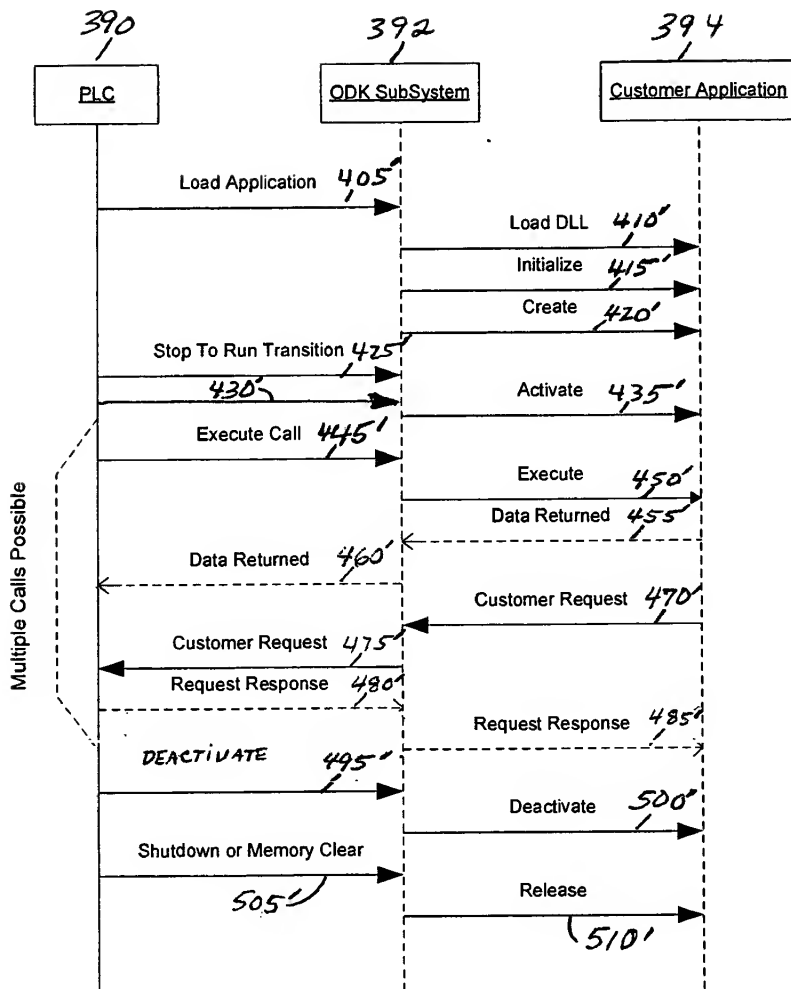 390 392 394
PLC ODK SubSystem Customer Application
Load Application 405'
Load DLL 410'
Initialize 415'
Create 420'
Stop To Run Transition 425'
430'
Activate 435'
Execute Call 445'
Execute 450'
Data Returned 455'
Data Returned 460'
Customer Request 470'
Customer Request 475'
Request Response 480'
Request Response 485'
Multiple Calls Possible
DEACTIVATE 495'
Deactivate 500'
Shutdown or Memory Clear
505'
Release
510'